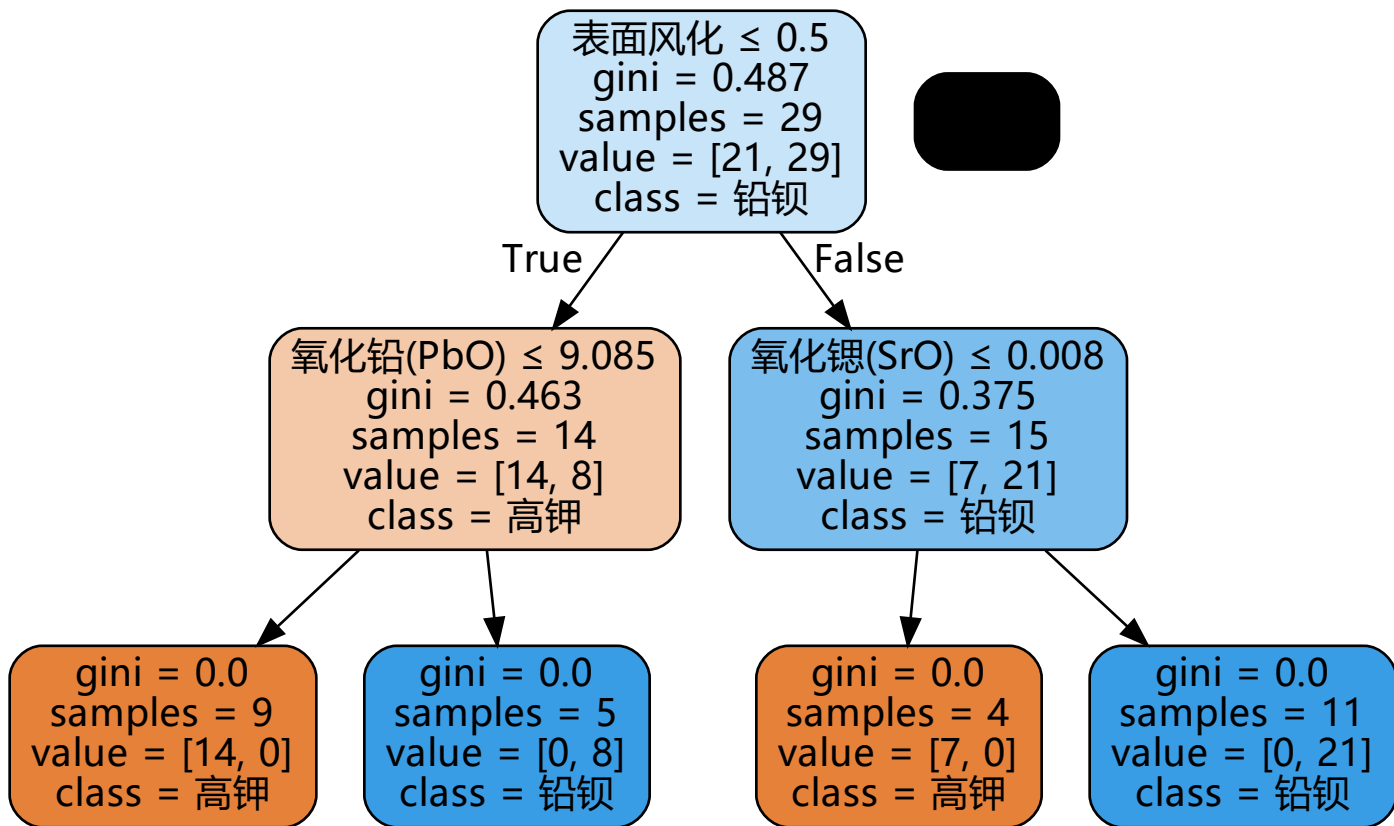 表面风化 ≤ 0.5
gini = 0.487
samples = 29
value = [21, 29]
class = 铅钡
True
False
氧化铅(PbO) ≤ 9.085
gini = 0.463
samples = 14
value = [14, 8]
class = 高钾
氧化锶(SrO) ≤ 0.008
gini = 0.375
samples = 15
value = [7, 21]
class = 铅钡
gini = 0.0
samples = 9
value = [14, 0]
class = 高钾
gini = 0.0
samples = 5
value = [0, 8]
class = 铅钡
gini = 0.0
samples = 4
value = [7, 0]
class = 高钾
gini = 0.0
samples = 11
value = [0, 21]
class = 铅钡